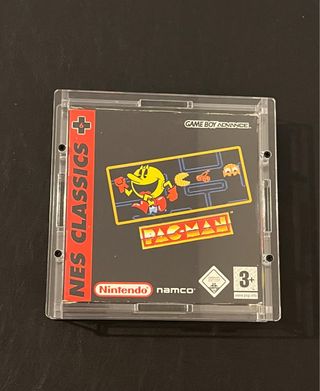 NES CLASSICS
GAME BOY ADVANCE
PAC-MAN
Nintendo
namco
3+